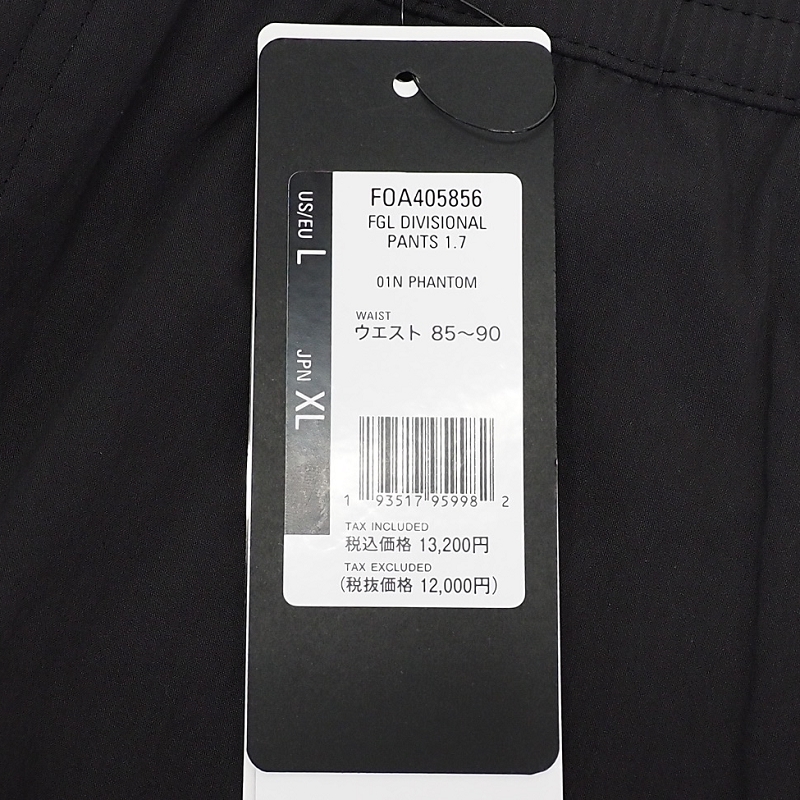 FOA405856
FGL DIVISIONAL
PANTS 1.7
01N PHANTOM
WAIST
ウエスト 85〜90
US/EU L
JPN XL
1 93517 95998 2
TAX INCLUDED
税込価格 13,200円
TAX EXCLUDED
(税抜価格 12,000円)